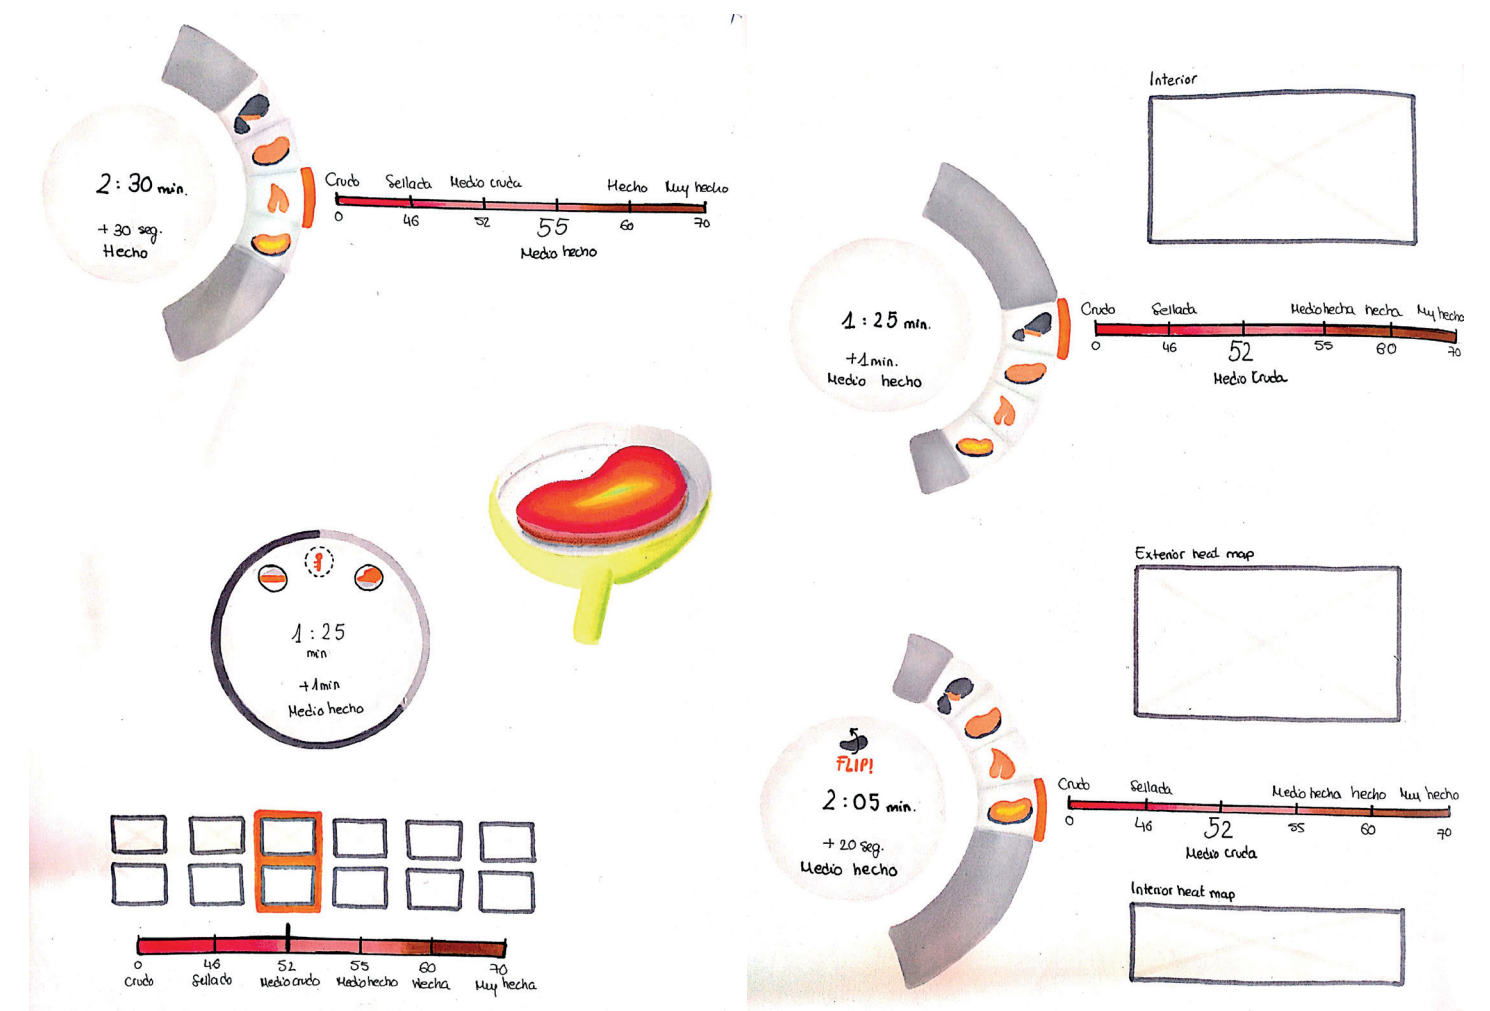 2:30 min.
+30 seg.
Hecho
Crudo Sellada Medio cruda Hecho Muy hecho
0 46 52 55 60 70
Medio hecho
1:25
min
+1min
Medio hecho
0 46 52 55 60 70
Crudo Sellado Medio crudo Medio hecho Hecha Muy hecha
Interior
1:25 min.
+1min.
Medio hecho
Crudo Sellada Medio hecha hecha Muy hecho
0 46 52 55 60 70
Medio Cruda
Exterior heat map
FLIP!
2:05 min.
+20 seg.
Medio hecho
Crudo Sellada Medio hecha hecho Muy hecho
0 46 52 55 60 70
Medio Cruda
Interior heat map